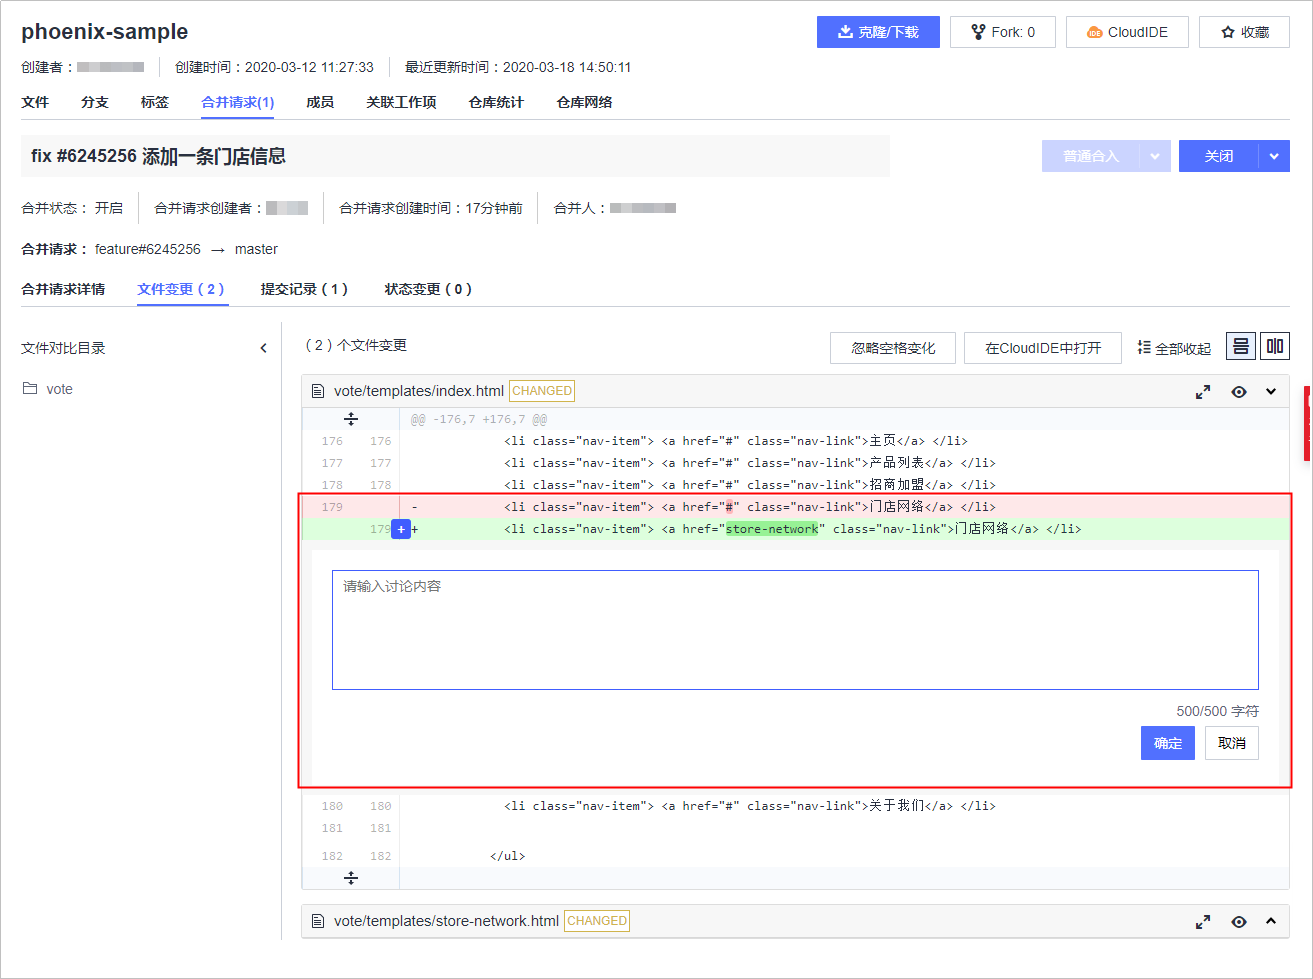 phoenix-sample
克隆/下载
Fork: 0
CloudIDE
收藏
创建者：
创建时间：2020-03-12 11:27:33
最近更新时间：2020-03-18 14:50:11
文件 分支 标签 合并请求(1) 成员 关联工作项 仓库统计 仓库网络
fix #6245256 添加一条门店信息
普通合入
关闭
合并状态： 开启
合并请求创建者：
合并请求创建时间：17分钟前
合并人：
合并请求： feature#6245256 → master
合并请求详情 文件变更（2） 提交记录（1） 状态变更（0）
文件对比目录
vote
（2）个文件变更
忽略空格变化
在CloudIDE中打开
全部收起
vote/templates/index.html CHANGED
@@ -176,7 +176,7 @@
176 176 <li class="nav-item"> <a href="#" class="nav-link">主页</a> </li>
177 177 <li class="nav-item"> <a href="#" class="nav-link">产品列表</a> </li>
178 178 <li class="nav-item"> <a href="#" class="nav-link">招商加盟</a> </li>
179 - <li class="nav-item"> <a href="#" class="nav-link">门店网络</a> </li>
179 + + <li class="nav-item"> <a href="store-network" class="nav-link">门店网络</a> </li>
请输入讨论内容
500/500 字符
确定
取消
180 180 <li class="nav-item"> <a href="#" class="nav-link">关于我们</a> </li>
181 181
182 182 </ul>
vote/templates/store-network.html CHANGED